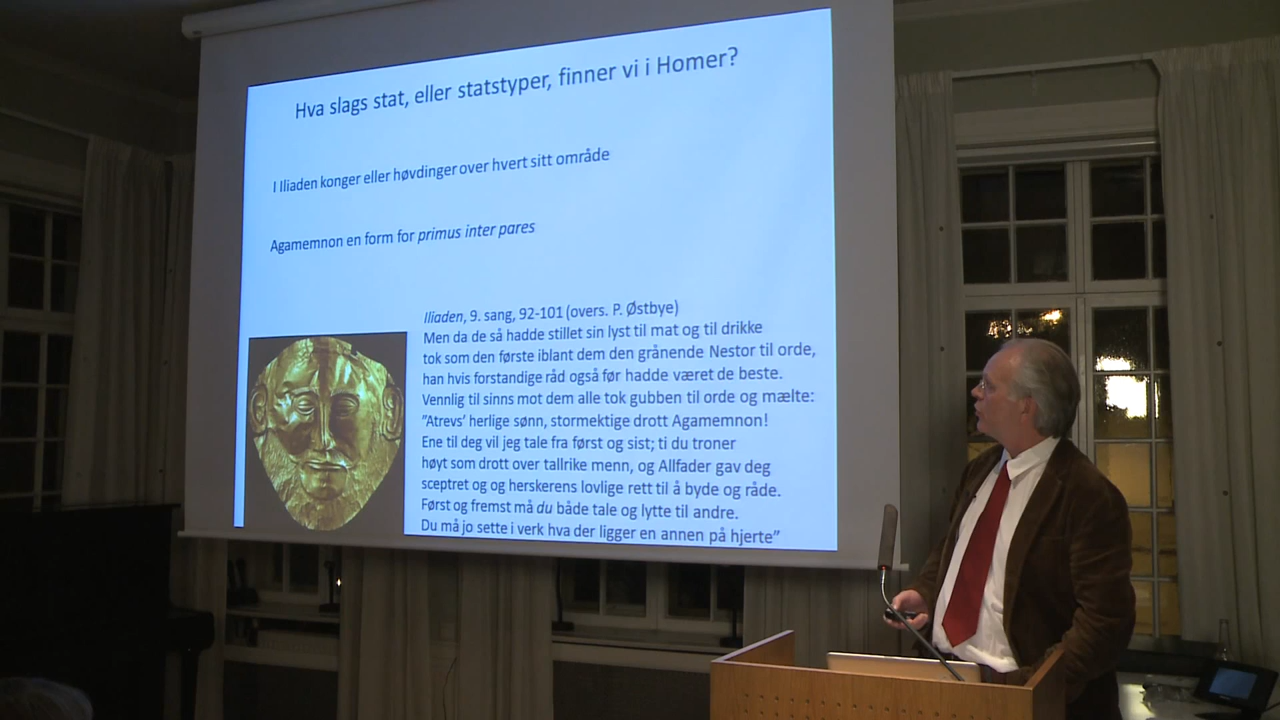 Hva slags stat, eller statstyper, finner vi i Homer?
I Iliaden konger eller høvdinger over hvert sitt område
Agamemnon en form for primus inter pares
Iliaden, 9. sang, 92-101 (overs. P. Østbye)
Men da de så hadde stillet sin lyst til mat og til drikke
tok som den første iblant dem den grånende Nestor til orde,
han hvis forstandige råd også før hadde været de beste.
Vennlig til sinns mot dem alle tok gubben til orde og mælte:
"Atrevs' herlige sønn, stormektige drott Agamemnon!
Ene til deg vil jeg tale fra først og sist; ti du troner
høyt som drott over tallrike menn, og Allfader gav deg
sceptret og og herskerens lovlige rett til å byde og råde.
Først og fremst må du både tale og lytte til andre.
Du må jo sette i verk hva der ligger en annen på hjerte"